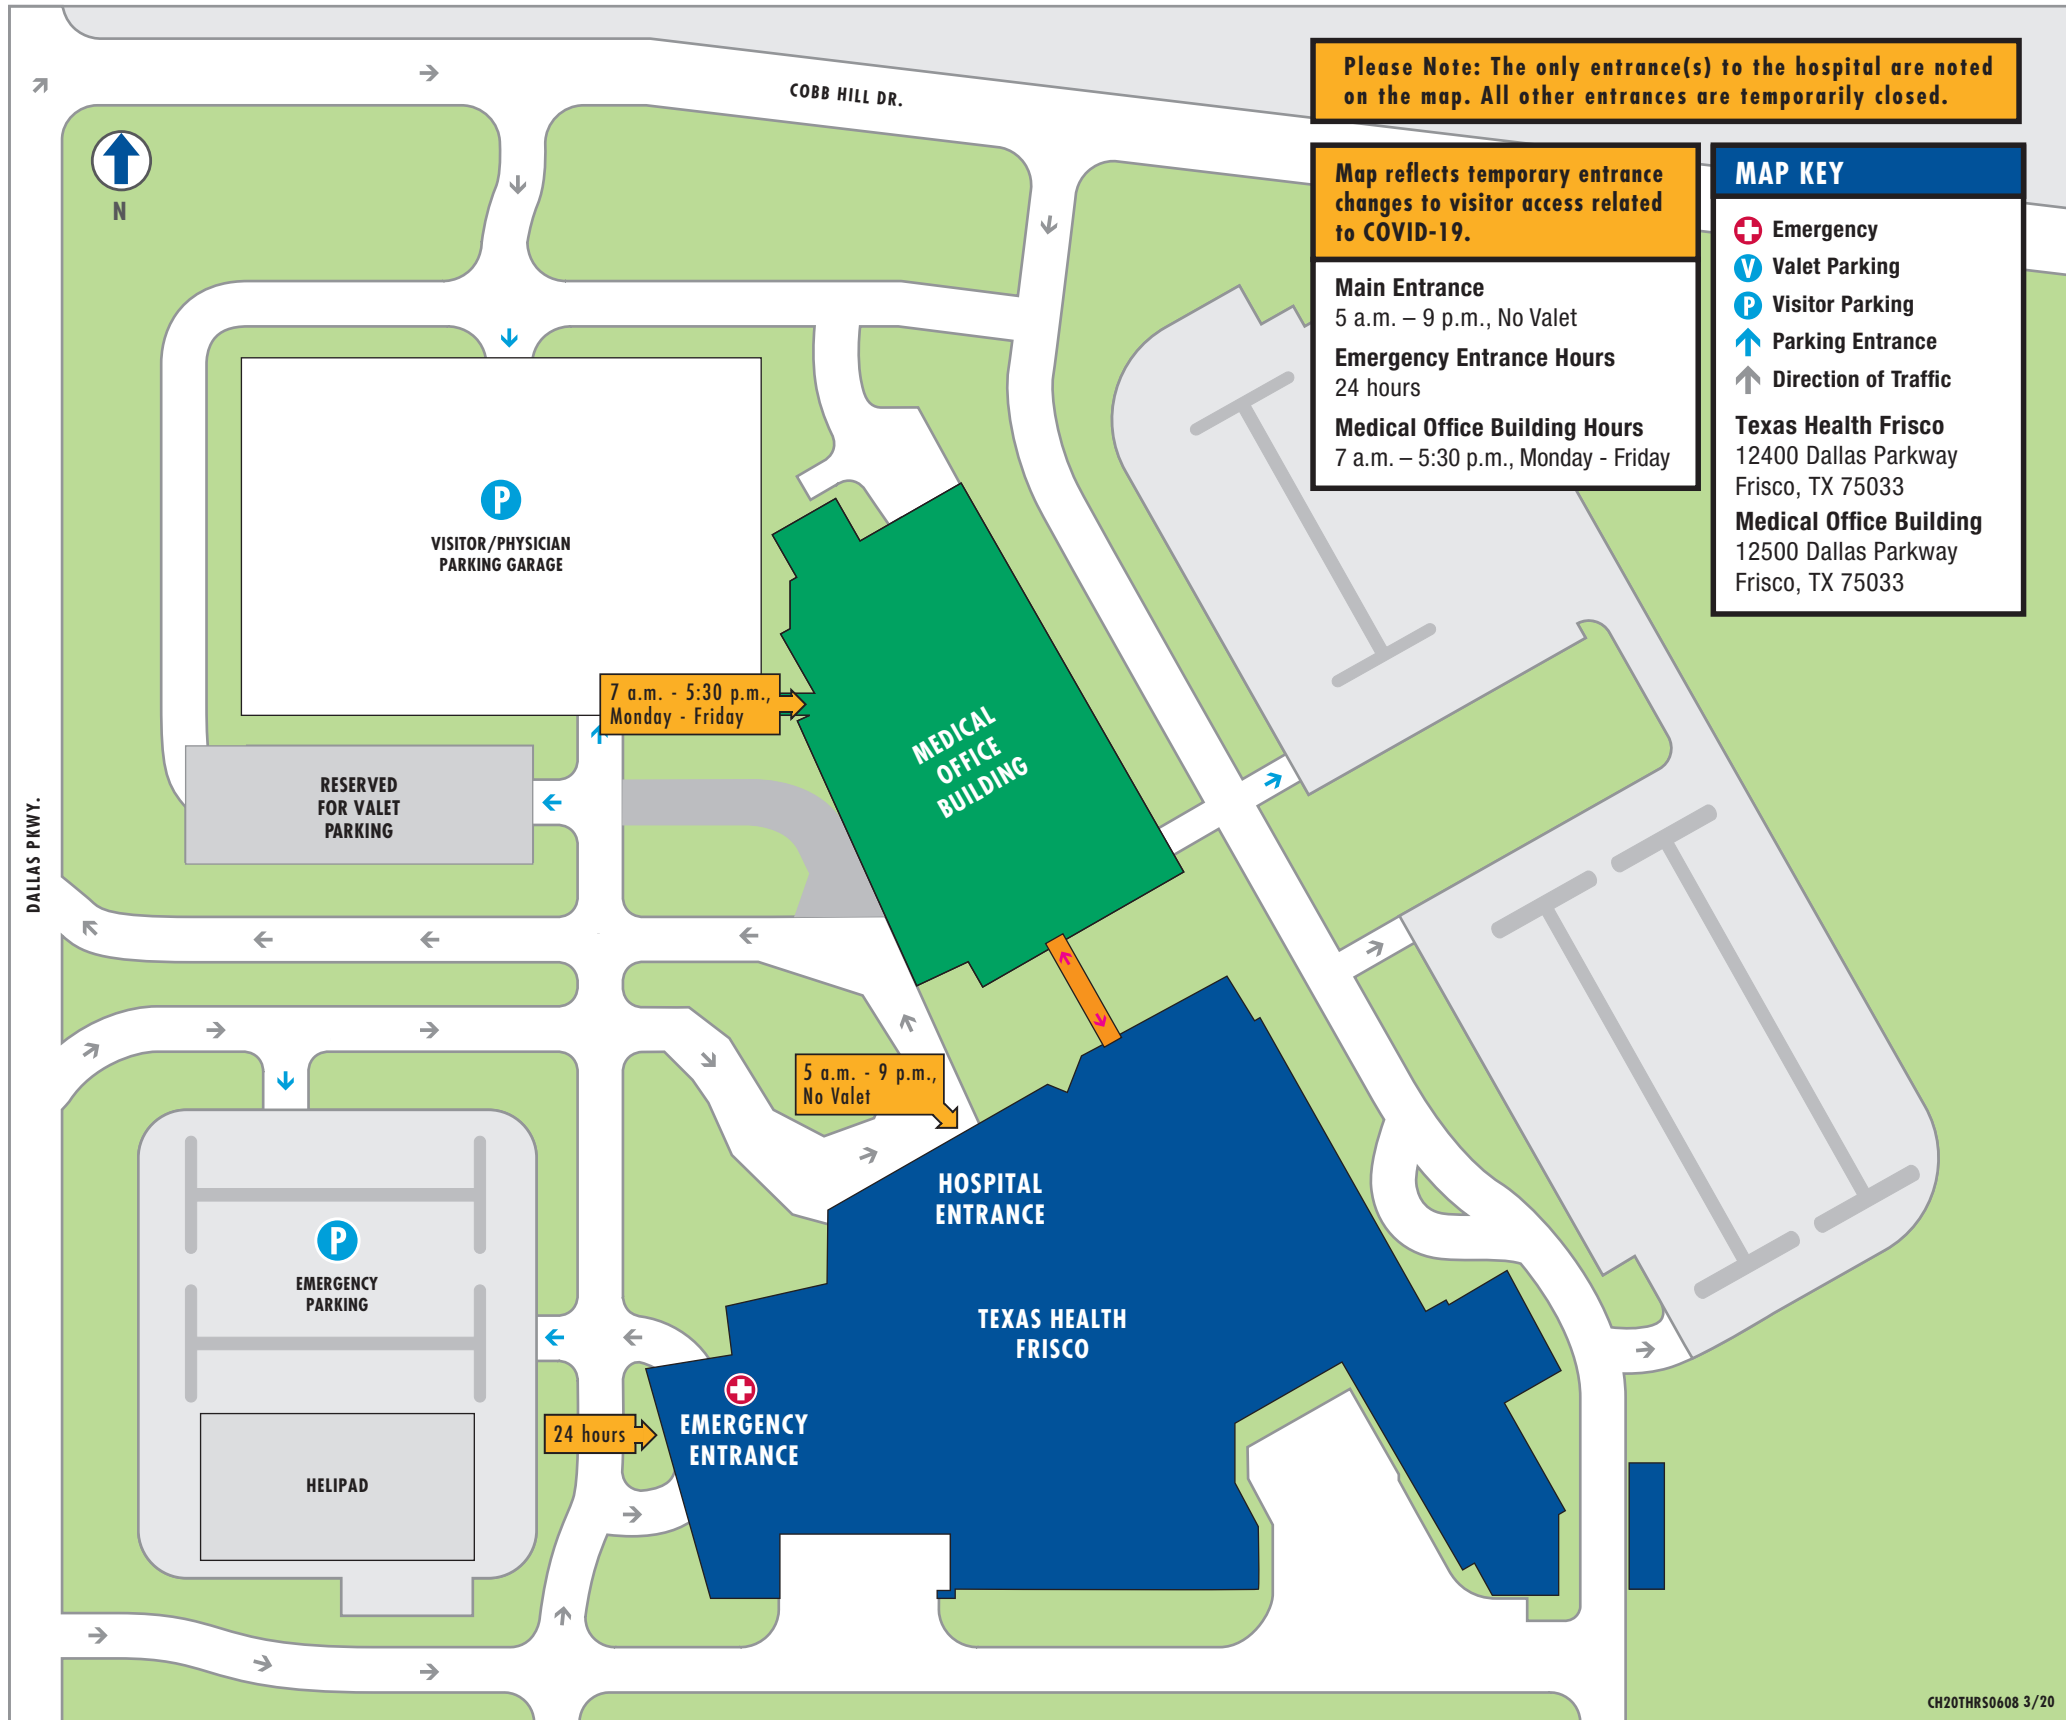 COBB HILL DR.
Please Note: The only entrance(s) to the hospital are noted
on the map. All other entrances are temporarily closed.
Map reflects temporary entrance
changes to visitor access related
to COVID-19.
Main Entrance
5 a.m. – 9 p.m., No Valet
Emergency Entrance Hours
24 hours
Medical Office Building Hours
7 a.m. – 5:30 p.m., Monday - Friday
MAP KEY
Emergency
V Valet Parking
P Visitor Parking
Parking Entrance
Direction of Traffic
Texas Health Frisco
12400 Dallas Parkway
Frisco, TX 75033
Medical Office Building
12500 Dallas Parkway
Frisco, TX 75033
N
P
VISITOR/PHYSICIAN
PARKING GARAGE
7 a.m. - 5:30 p.m.,
Monday - Friday
MEDICAL
OFFICE
BUILDING
RESERVED
FOR VALET
PARKING
DALLAS PKWY.
5 a.m. - 9 p.m.,
No Valet
HOSPITAL
ENTRANCE
P
EMERGENCY
PARKING
TEXAS HEALTH
FRISCO
24 hours
EMERGENCY
ENTRANCE
HELIPAD
CH20THRS0608 3/20